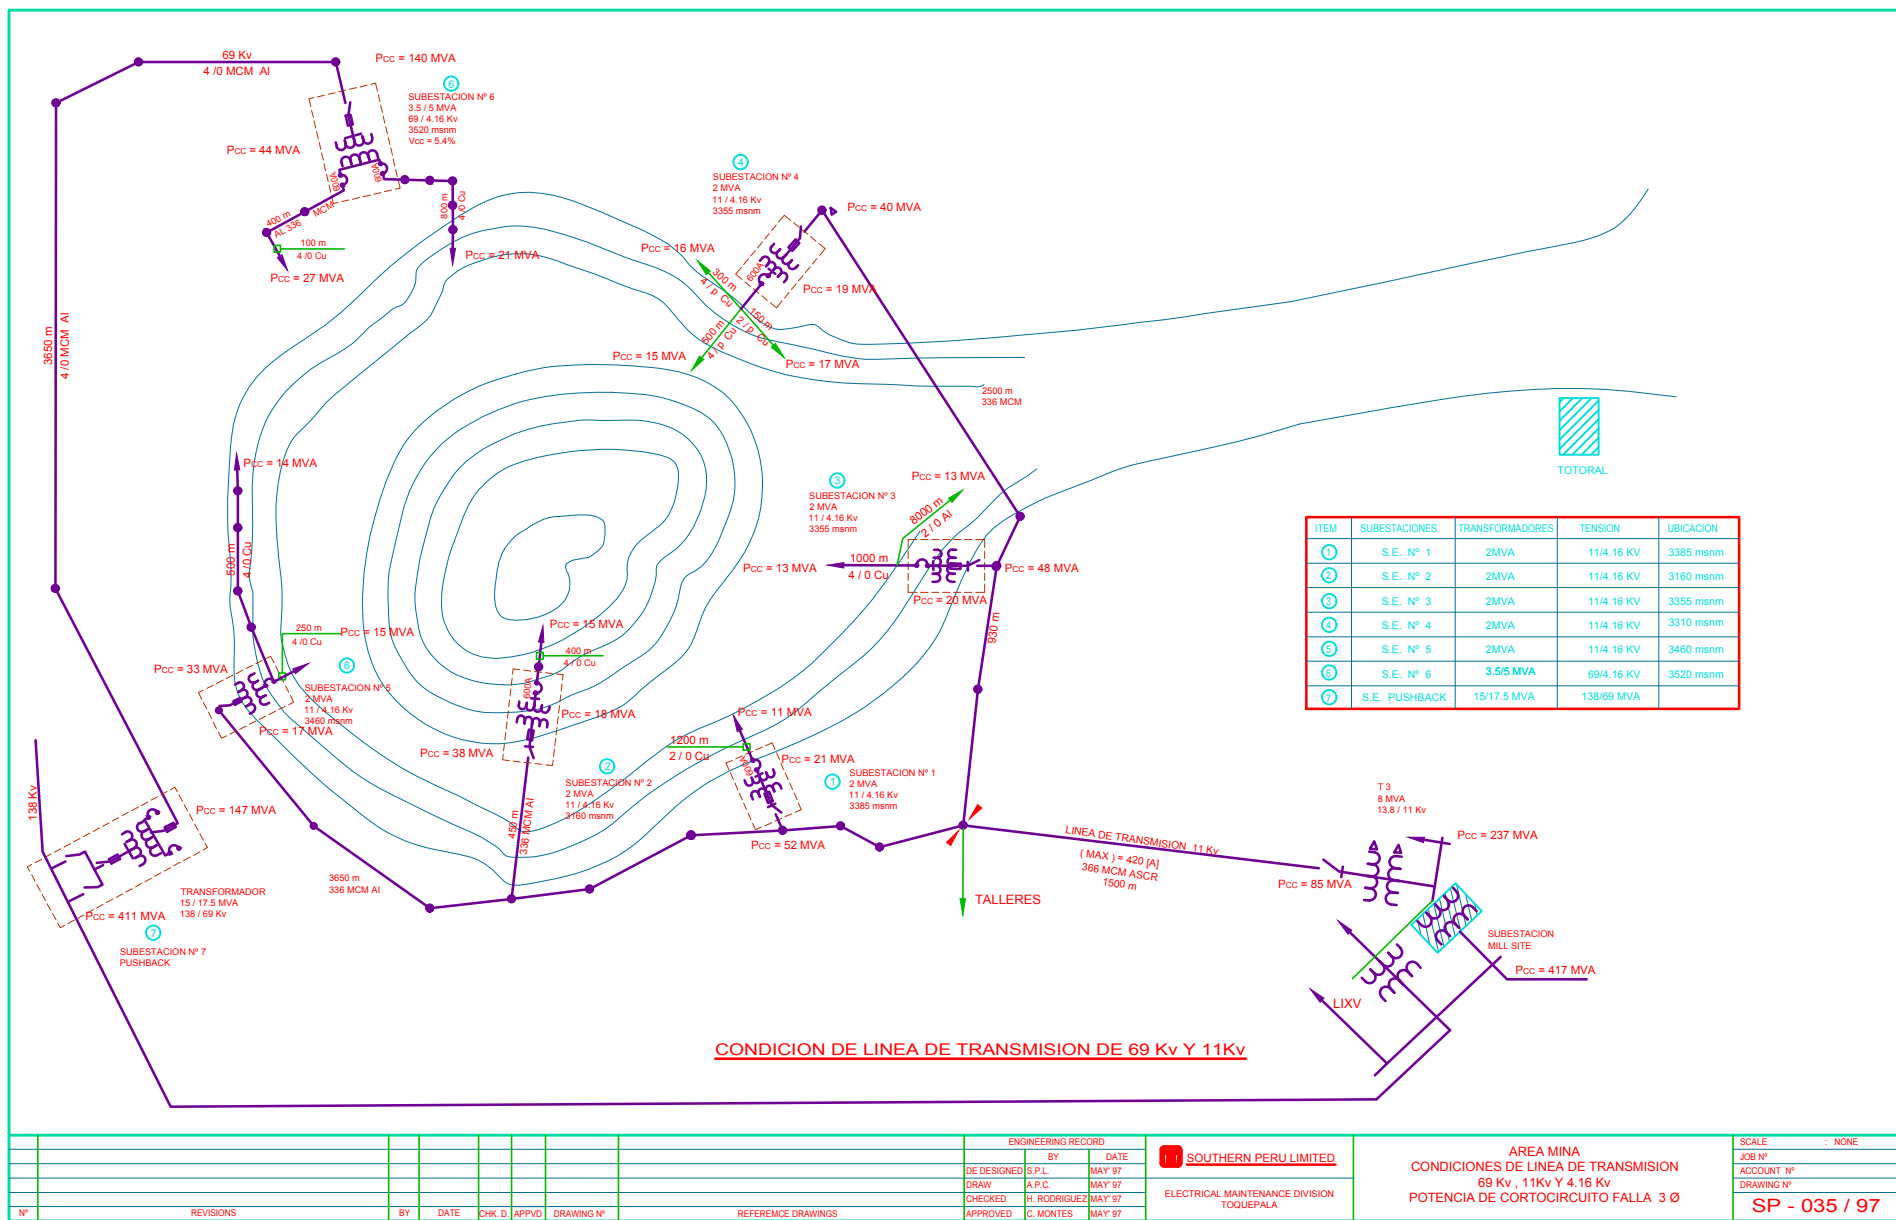 69 Kv
4 /0 MCM Al
Pcc = 140 MVA
6
SUBESTACION Nº 6
3.5 / 5 MVA
69 / 4.16 Kv
3520 msnm
Vcc = 5.4%
Pcc = 44 MVA
600A
600A
400 m
AL 336 MCM
100 m
4 /0 Cu
Pcc = 27 MVA
800 m
4/0 Cu
Pcc = 21 MVA
3650 m
4 /0 MCM Al
4
SUBESTACION Nº 4
2 MVA
11 / 4.16 Kv
3355 msnm
Pcc = 40 MVA
Pcc = 16 MVA
600A
Pcc = 19 MVA
300 m
4 / p Cu
150 m
2 / p Cu
500 m
4 / p Cu
Pcc = 15 MVA
Pcc = 17 MVA
2500 m
336 MCM
TOTORAL
Pcc = 14 MVA
500 m
4 /0 Cu
3
SUBESTACION Nº 3
2 MVA
11 / 4.16 Kv
3355 msnm
Pcc = 13 MVA
8000 m
2 / 0 Al
1000 m
4 / 0 Cu
Pcc = 13 MVA
Pcc = 48 MVA
Pcc = 20 MVA
930 m
ITEM SUBESTACIONES TRANSFORMADORES TENSION UBICACION
1 S.E. Nº 1 2MVA 11/4.16 KV 3385 msnm
2 S.E. Nº 2 2MVA 11/4.16 KV 3160 msnm
3 S.E. Nº 3 2MVA 11/4.16 KV 3355 msnm
4 S.E. Nº 4 2MVA 11/4.16 KV 3310 msnm
5 S.E. Nº 5 2MVA 11/4.16 KV 3460 msnm
6 S.E. Nº 6 3.5/5 MVA 69/4.16 KV 3520 msnm
7 S.E. PUSHBACK 15/17.5 MVA 138/69 MVA
250 m
4 /0 Cu
Pcc = 15 MVA
Pcc = 33 MVA
6
SUBESTACION Nº 5
2 MVA
11 / 4.16 Kv
3460 msnm
Pcc = 17 MVA
Pcc = 15 MVA
400 m
4 / 0 Cu
600A
Pcc = 18 MVA
Pcc = 38 MVA
2
SUBESTACION Nº 2
2 MVA
11 / 4.16 Kv
3160 msnm
450 m
336 MCM Al
Pcc = 11 MVA
1200 m
2 / 0 Cu
600A
Pcc = 21 MVA
1
SUBESTACION Nº 1
2 MVA
11 / 4.16 Kv
3385 msnm
Pcc = 52 MVA
138 Kv
Pcc = 147 MVA
TRANSFORMADOR
15 / 17.5 MVA
138 / 69 Kv
Pcc = 411 MVA
7
SUBESTACION Nº 7
PUSHBACK
3650 m
336 MCM Al
LINEA DE TRANSMISION 11 Kv
( MAX ) = 420 [A]
366 MCM ASCR
1500 m
TALLERES
T 3
8 MVA
13.8 / 11 Kv
Pcc = 237 MVA
Pcc = 85 MVA
SUBESTACION
MILL SITE
Pcc = 417 MVA
LIXV
CONDICION DE LINEA DE TRANSMISION DE 69 Kv Y 11Kv
Nº REVISIONS BY DATE CHK. D. APPVD DRAWING Nº REFEREMCE DRAWINGS
ENGINEERING RECORD
BY DATE
DE DESIGNED S.P.L. MAY' 97
DRAW A.P.C. MAY' 97
CHECKED H. RODRIGUEZ MAY' 97
APPROVED C. MONTES MAY' 97
SOUTHERN PERU LIMITED
ELECTRICAL MAINTENANCE DIVISION
TOQUEPALA
AREA MINA
CONDICIONES DE LINEA DE TRANSMISION
69 Kv , 11Kv Y 4.16 Kv
POTENCIA DE CORTOCIRCUITO FALLA 3 Ø
SCALE : NONE
JOB Nº
ACCOUNT Nº
DRAWING Nº
SP - 035 / 97